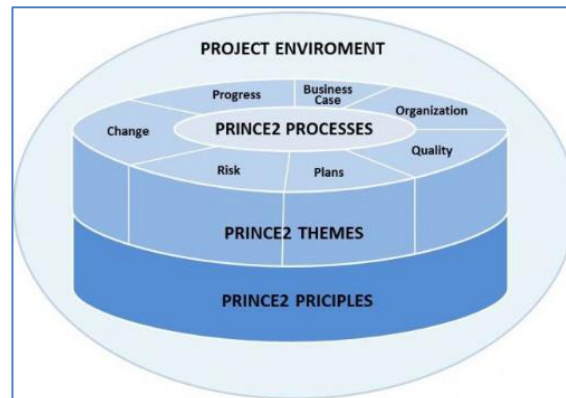 PROJECT ENVIROMENT
Progress
Business
Case
Organization
Change
PRINCE2 PROCESSES
Quality
Risk
Plans
PRINCE2 THEMES
PRINCE2 PRICIPLES